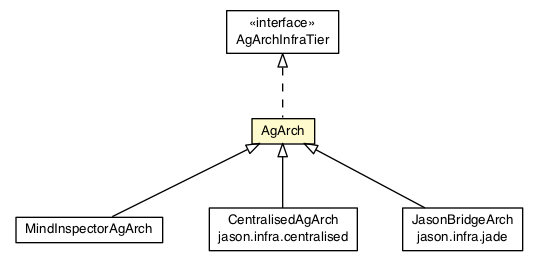 «interface»
AgArchInfraTier
AgArch
MindInspectorAgArch
CentralisedAgArch
jason.infra.centralised
JasonBridgeArch
jason.infra.jade